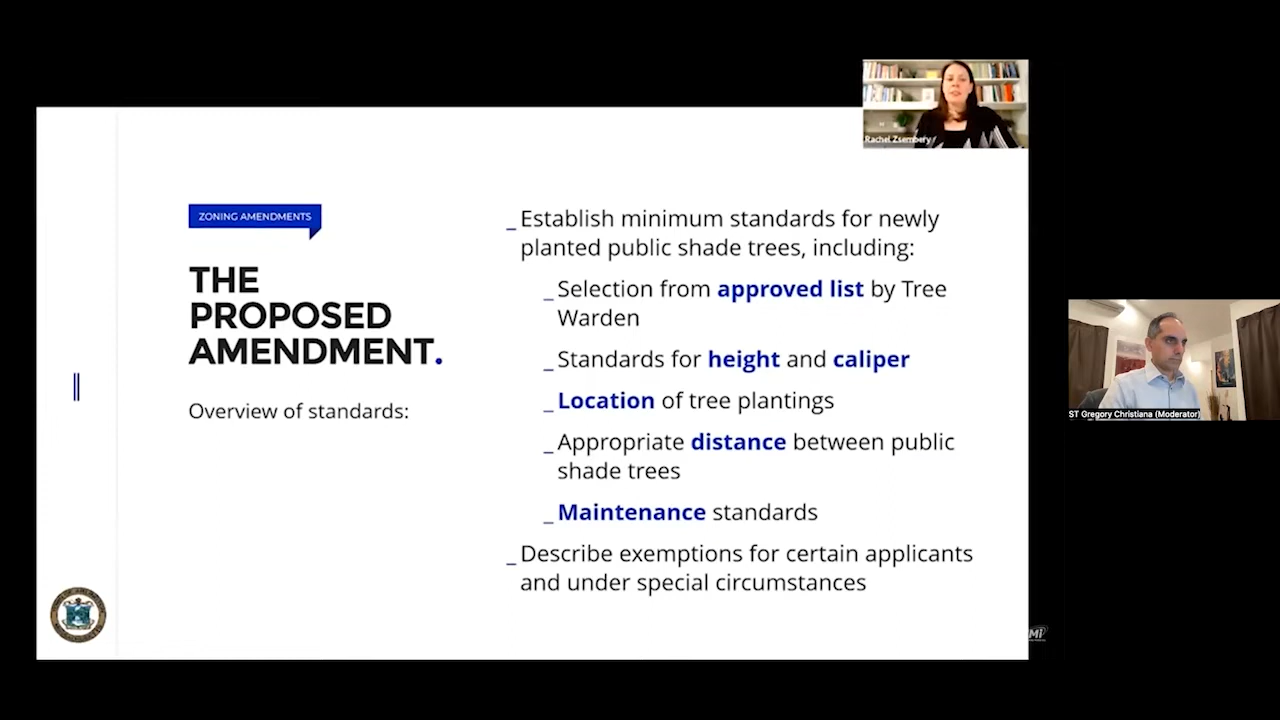 Rachel Zsembery
ZONING AMENDMENTS
THE
PROPOSED
AMENDMENT.
Overview of standards:
_ Establish minimum standards for newly
planted public shade trees, including:
_ Selection from approved list by Tree
Warden
_ Standards for height and caliper
_ Location of tree plantings
_ Appropriate distance between public
shade trees
_ Maintenance standards
_ Describe exemptions for certain applicants
and under special circumstances
ST Gregory Christiana (Moderator)